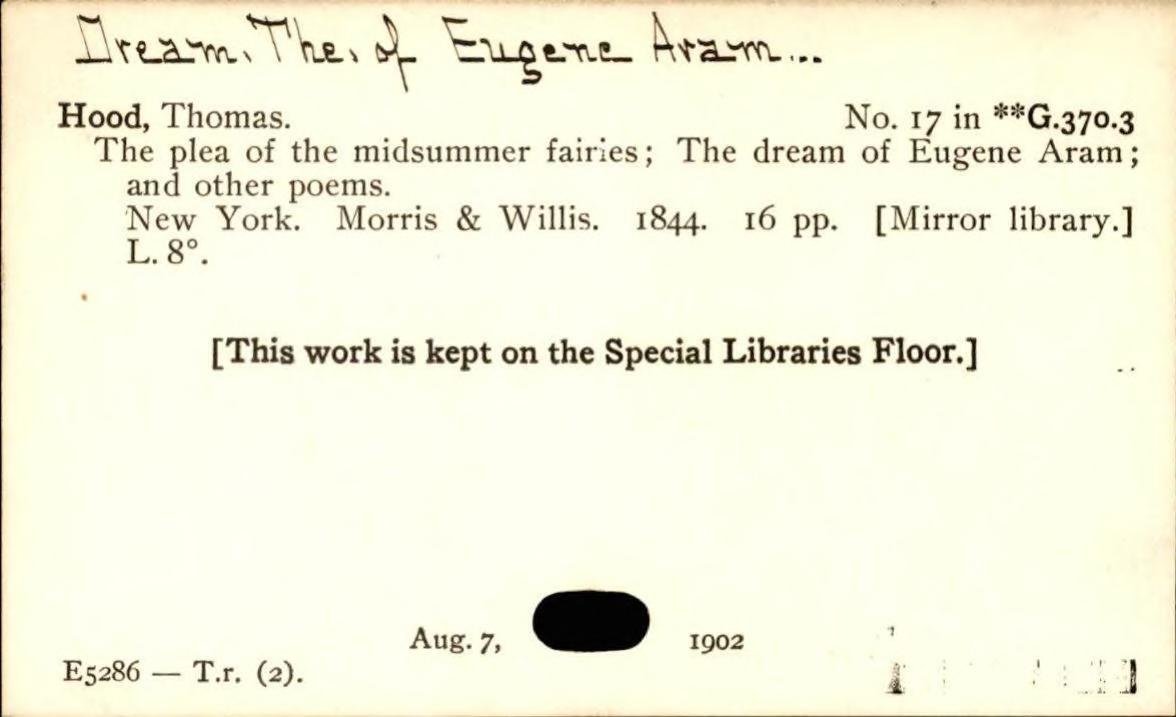 Dream, The, of Eugene Aram...
Hood, Thomas. No. 17 in **G.370.3
The plea of the midsummer fairies; The dream of Eugene Aram;
and other poems.
New York. Morris & Willis. 1844. 16 pp. [Mirror library.]
L. 8°.
[This work is kept on the Special Libraries Floor.]
Aug. 7, 1902
E5286 — T.r. (2).